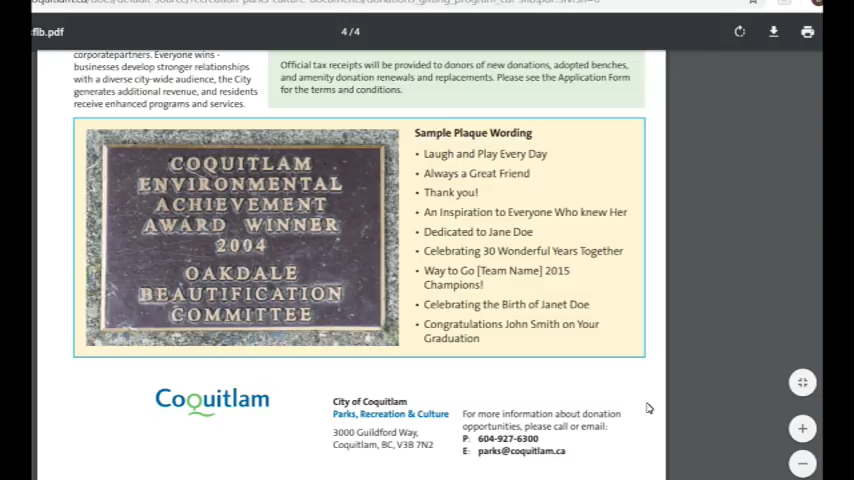 flb.pdf
4/4
corporatepartners. Everyone wins -
businesses develop stronger relationships
with a diverse city-wide audience, the City
generates additional revenue, and residents
receive enhanced programs and services.
Official tax receipts will be provided to donors of new donations, adopted benches,
and amenity donation renewals and replacements. Please see the Application Form
for the terms and conditions.
COQUITLAM
ENVIRONMENTAL
ACHIEVEMENT
AWARD WINNER
2004
OAKDALE
BEAUTIFICATION
COMMITTEE
Sample Plaque Wording
• Laugh and Play Every Day
• Always a Great Friend
• Thank you!
• An Inspiration to Everyone Who knew Her
• Dedicated to Jane Doe
• Celebrating 30 Wonderful Years Together
• Way to Go [Team Name] 2015
Champions!
• Celebrating the Birth of Janet Doe
• Congratulations John Smith on Your
Graduation
Coquitlam
City of Coquitlam
Parks, Recreation & Culture
3000 Guildford Way,
Coquitlam, BC, V3B 7N2
For more information about donation
opportunities, please call or email:
P: 604-927-6300
E: parks@coquitlam.ca